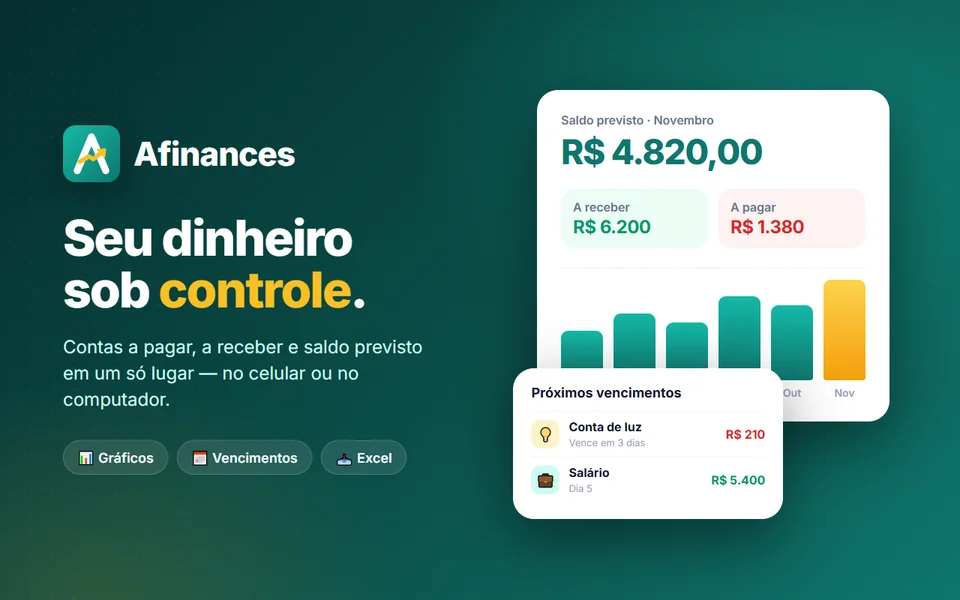 Afinances
Seu dinheiro
sob controle.
Contas a pagar, a receber e saldo previsto
em um só lugar — no celular ou no
computador.
Gráficos
Vencimentos
Excel
Saldo previsto · Novembro
R$ 4.820,00
A receber
R$ 6.200
A pagar
R$ 1.380
Out
Nov
Próximos vencimentos
Conta de luz
Vence em 3 dias
R$ 210
Salário
Dia 5
R$ 5.400